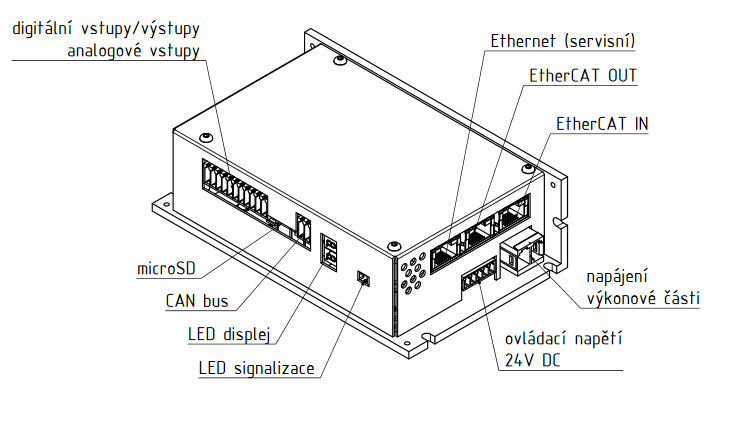 digitální vstupy/výstupy
analogové vstupy
Ethernet (servisní)
EtherCAT OUT
EtherCAT IN
microSD
CAN bus
LED displej
LED signalizace
napájení
výkonové části
ovládací napětí
24V DC